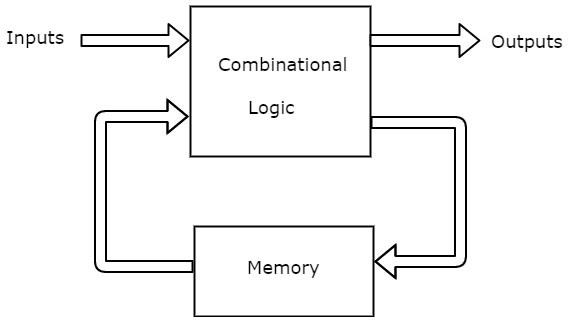 Inputs
Outputs
Combinational
Logic
Memory